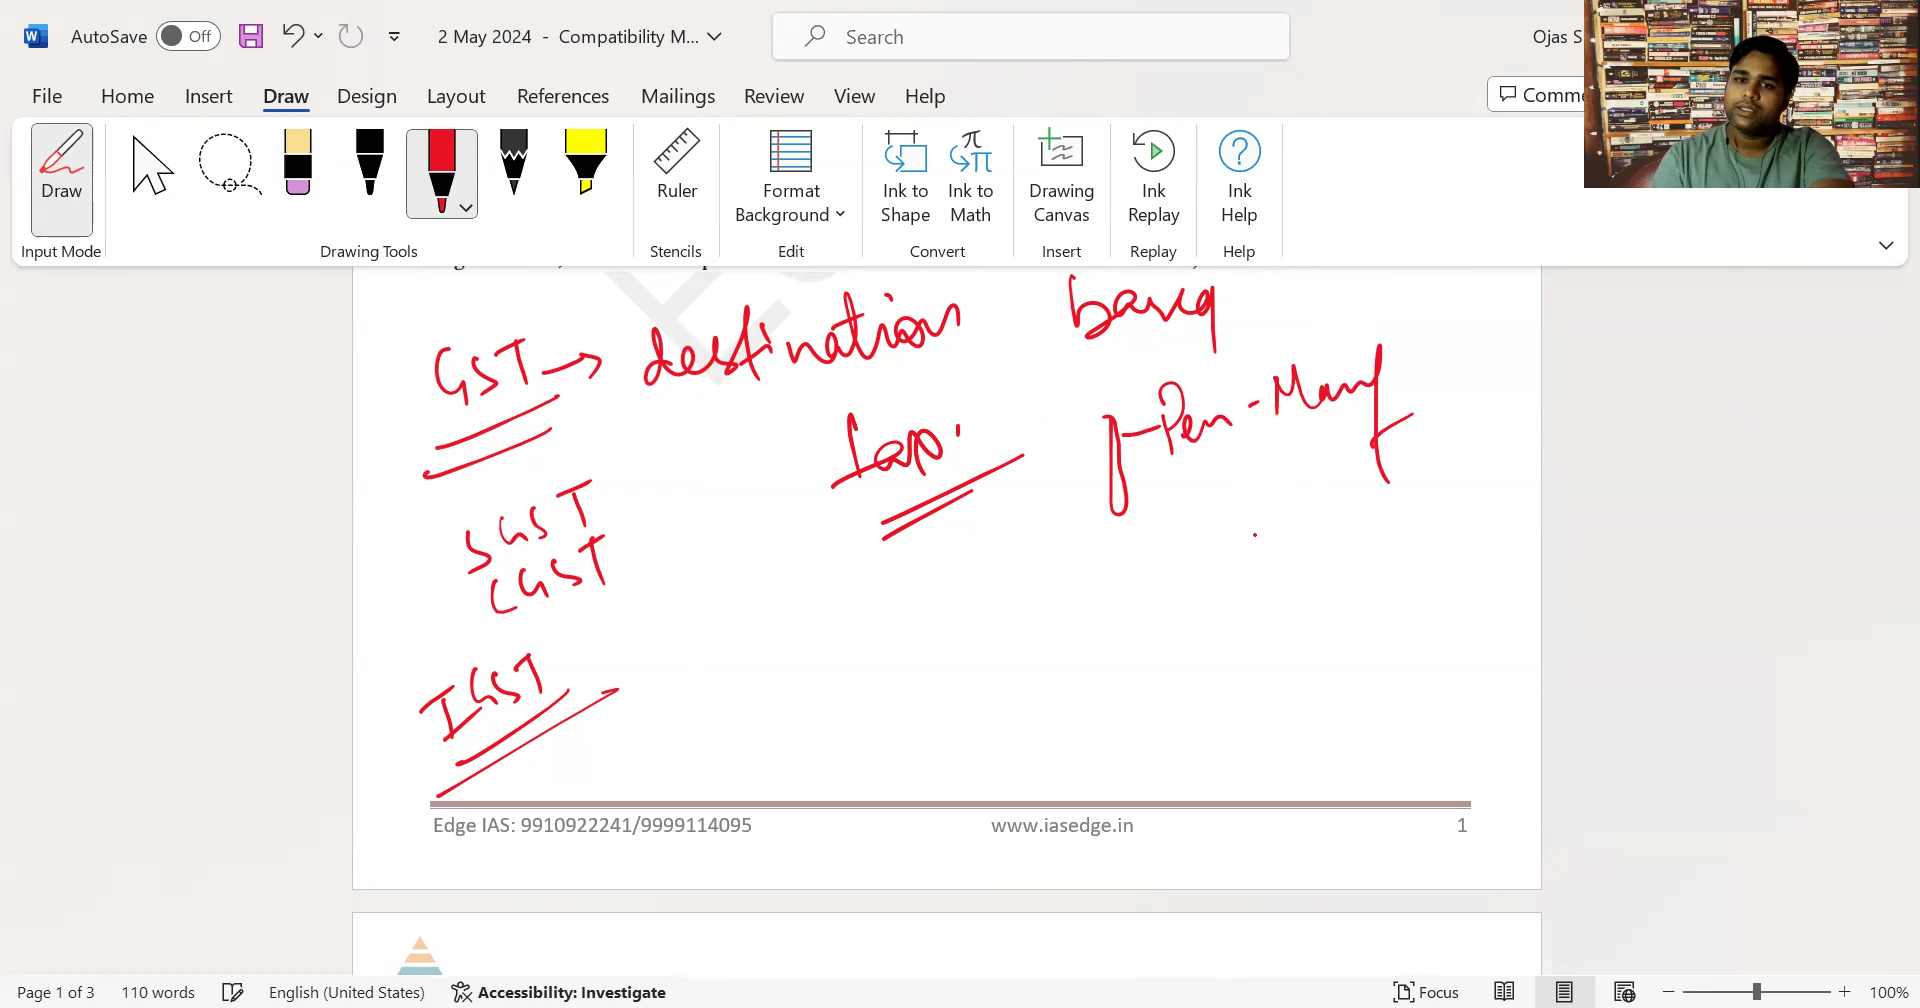 AutoSave Off 2 May 2024 - Compatibility M... Search Ojas S
File Home Insert Draw Design Layout References Mailings Review View Help Comme
Draw Ruler Format Background Ink to Shape Ink to Math Drawing Canvas Ink Replay Ink Help
Input Mode Drawing Tools Stencils Edit Convert Insert Replay Help
GST → destination based
Pen - Manf
SGST
CGST
IGST
Edge IAS: 9910922241/9999114095 www.iasedge.in 1
Page 1 of 3 110 words English (United States) Accessibility: Investigate Focus 100%